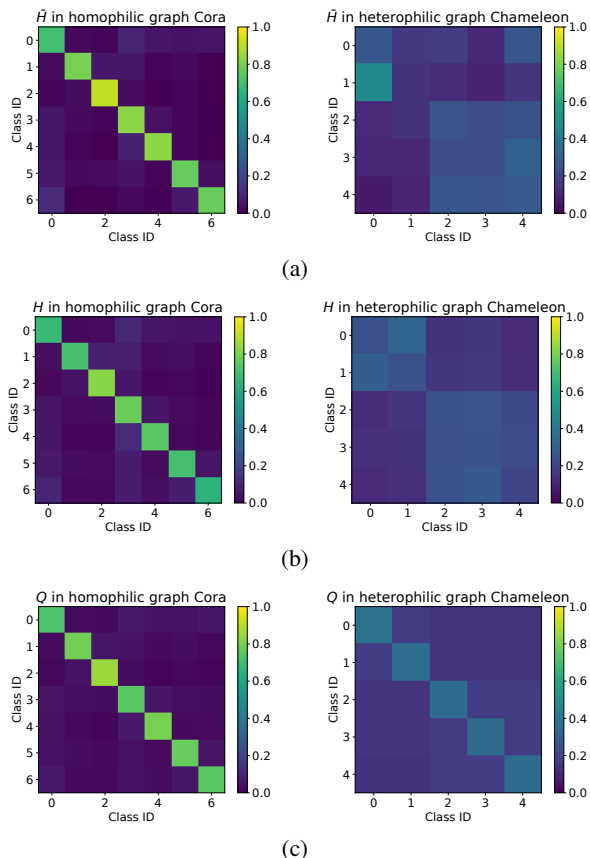 H̄ in homophilic graph Cora
0
1
2
3
4
5
6
Class ID
0 2 4 6
Class ID
1.0
0.8
0.6
0.4
0.2
0.0
H̄ in heterophilic graph Chameleon
0
1
2
3
4
Class ID
0 1 2 3 4
Class ID
1.0
0.8
0.6
0.4
0.2
0.0
(a)
H in homophilic graph Cora
0
1
2
3
4
5
6
Class ID
0 2 4 6
Class ID
1.0
0.8
0.6
0.4
0.2
0.0
H in heterophilic graph Chameleon
0
1
2
3
4
Class ID
0 1 2 3 4
Class ID
1.0
0.8
0.6
0.4
0.2
0.0
(b)
Q in homophilic graph Cora
0
1
2
3
4
5
6
Class ID
0 2 4 6
Class ID
1.0
0.8
0.6
0.4
0.2
0.0
Q in heterophilic graph Chameleon
0
1
2
3
4
Class ID
0 1 2 3 4
Class ID
1.0
0.8
0.6
0.4
0.2
0.0
(c)